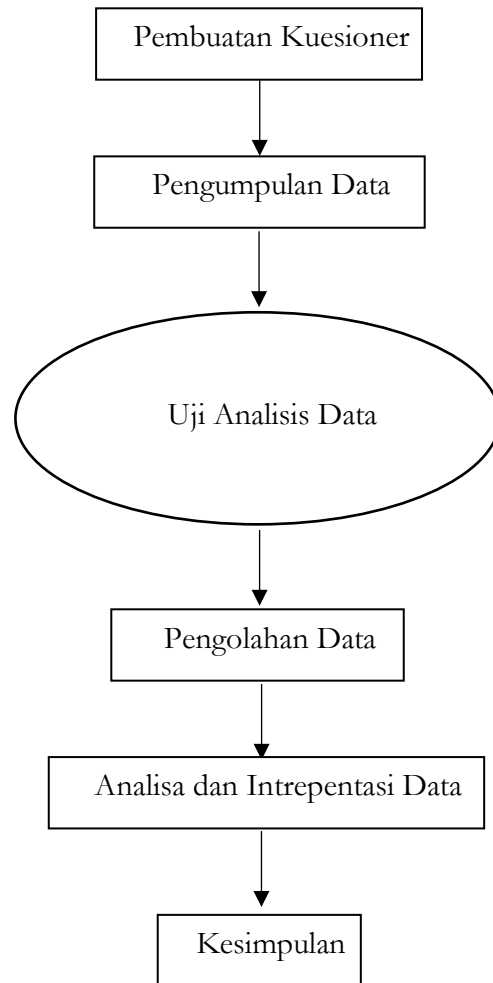 Pembuatan Kuesioner
Pengumpulan Data
Uji Analisis Data
Pengolahan Data
Analisa dan Intrepentasi Data
Kesimpulan